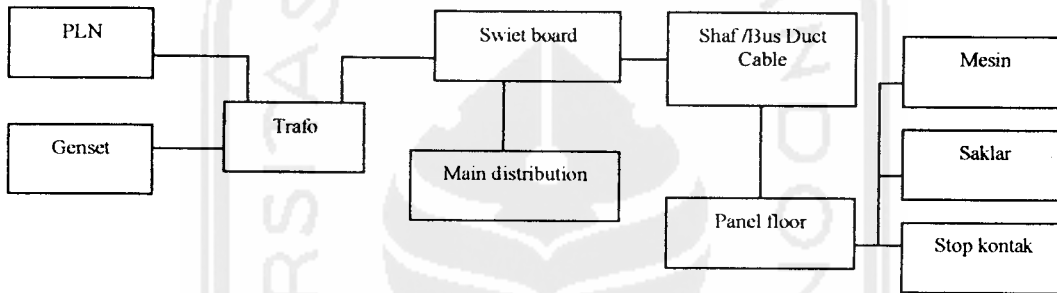 PLN
Swiet board
Shaf /Bus Duct
Cable
Mesin
Trafo
Genset
Main distribution
Saklar
Panel floor
Stop kontak